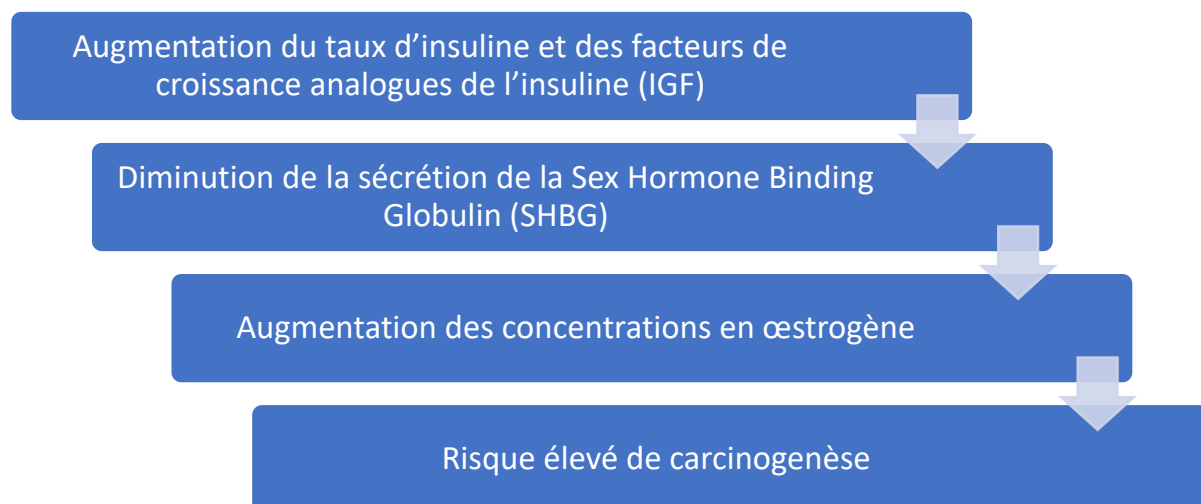 Augmentation du taux d’insuline et des facteurs de
croissance analogues de l’insuline (IGF)
Diminution de la sécrétion de la Sex Hormone Binding
Globulin (SHBG)
Augmentation des concentrations en œstrogène
Risque élevé de carcinogenèse